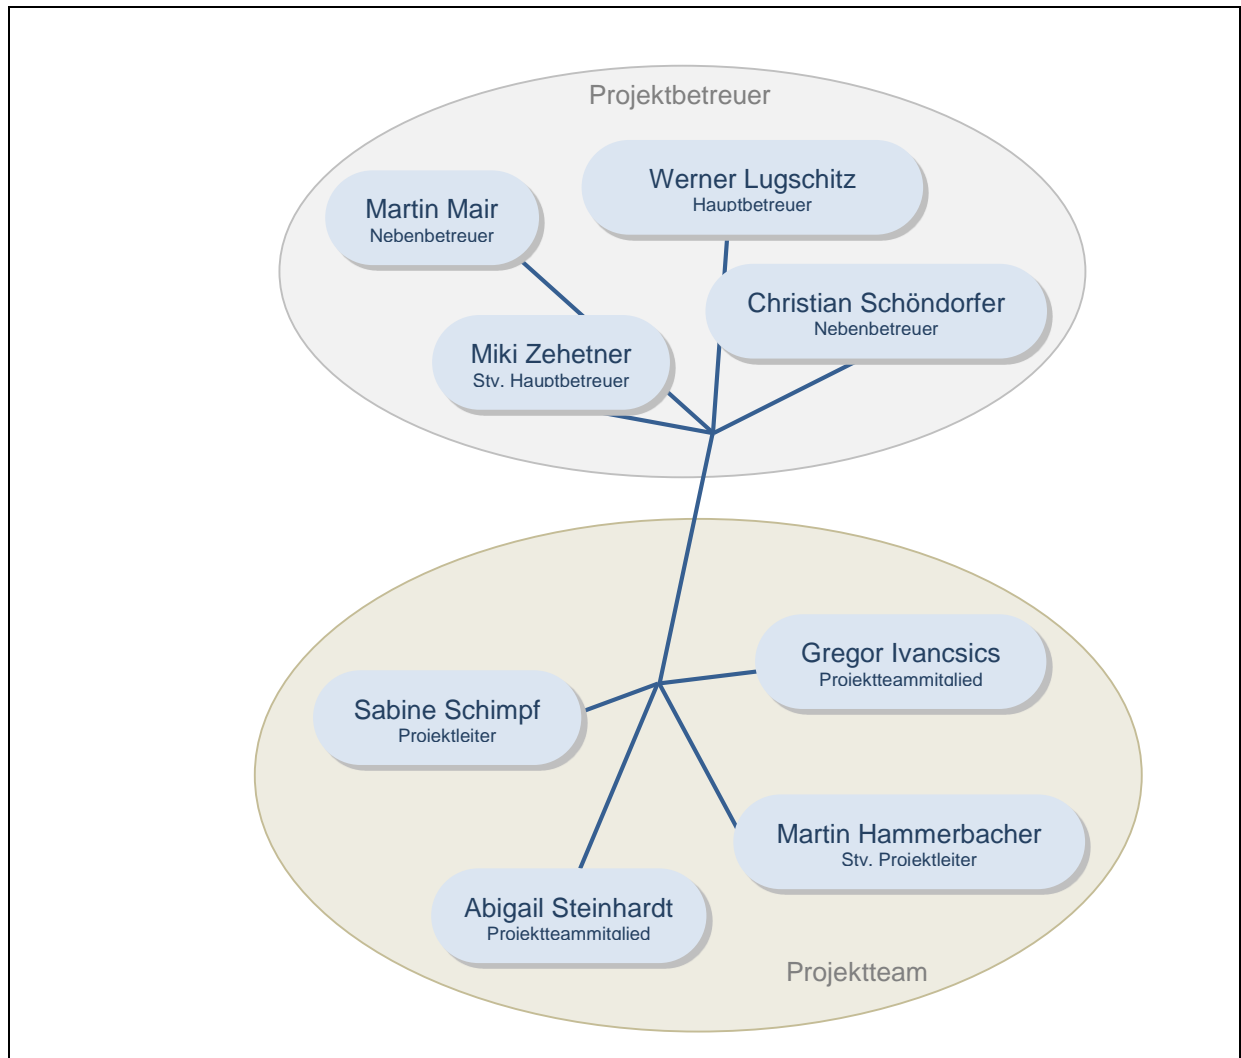 Projektbetreuer
Werner Lugschitz
Hauptbetreuer
Martin Mair
Nebenbetreuer
Christian Schöndorfer
Nebenbetreuer
Miki Zehetner
Stv. Hauptbetreuer
Gregor Ivancsics
Projektteammitglied
Sabine Schimpf
Projektleiter
Martin Hammerbacher
Stv. Projektleiter
Abigail Steinhardt
Projektteammitglied
Projektteam